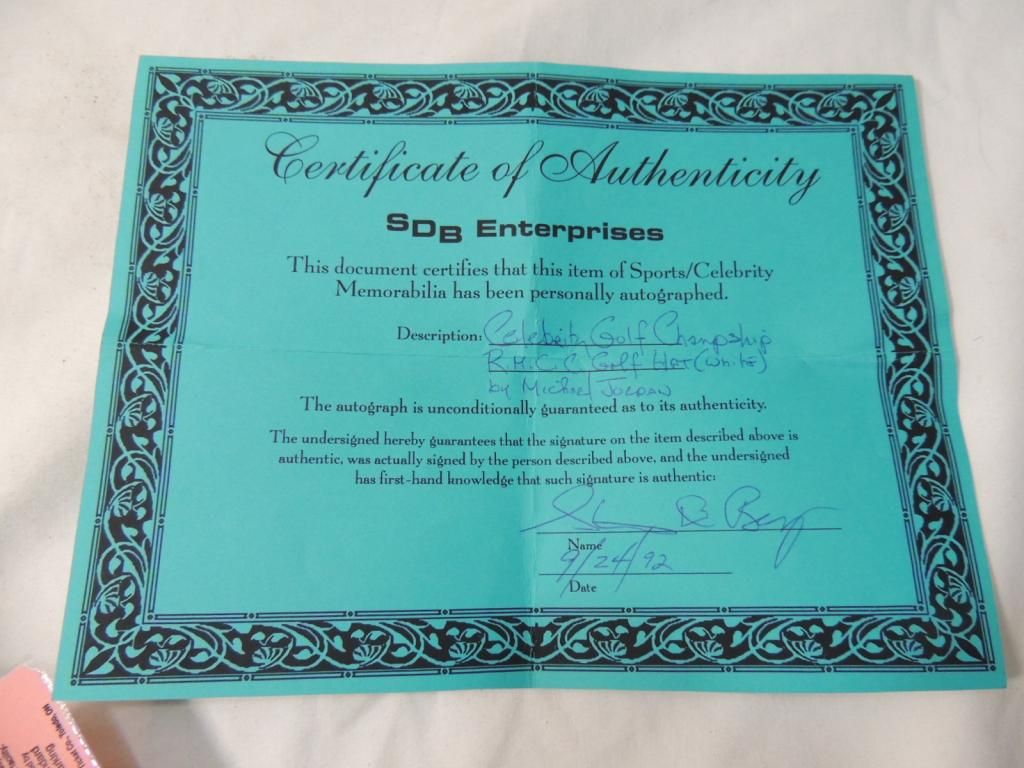 Certificate of Authenticity
SDB Enterprises
This document certifies that this item of Sports/Celebrity
Memorabilia has been personally autographed.
Description: Celebrity Golf Champship
R.M.C.C. Golf HAT (White)
by Michael JORDAN
The autograph is unconditionally guaranteed as to its authenticity.
The undersigned hereby guarantees that the signature on the item described above is
authentic, was actually signed by the person described above, and the undersigned
has first-hand knowledge that such signature is authentic:
Name
9/24/92
Date
Ticket Co., Toledo, OH